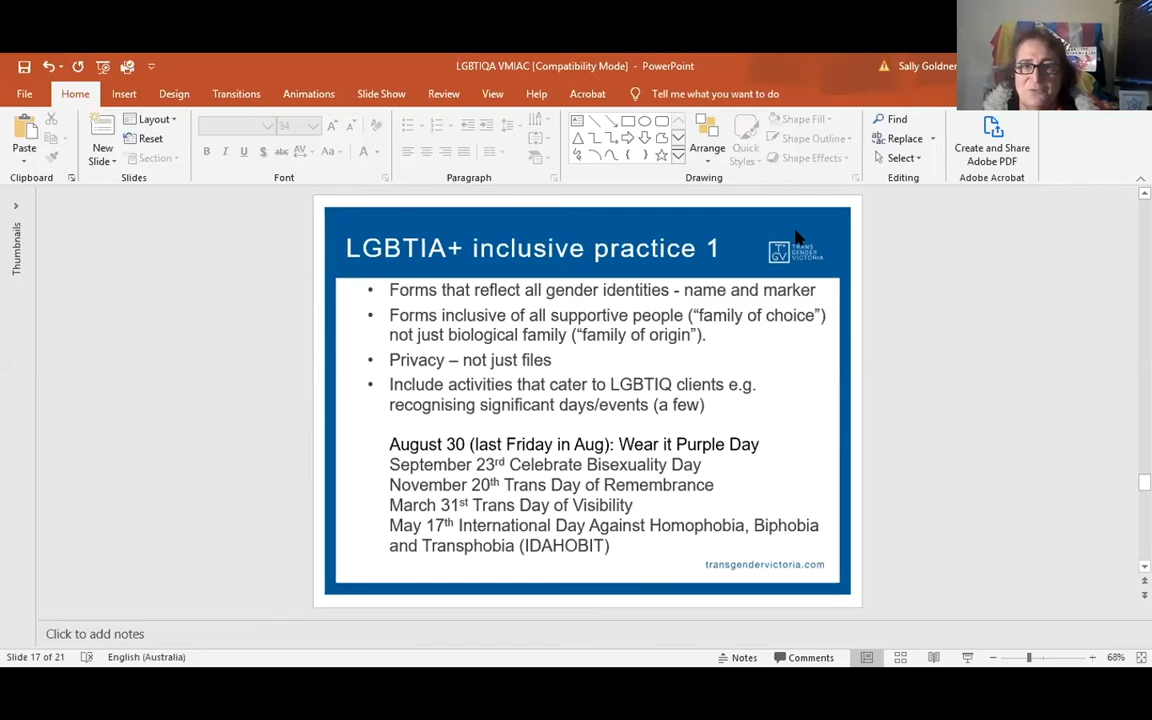 LGBTIQA VMIAC [Compatibility Mode] - PowerPoint
Sally Goldner
File Home Insert Design Transitions Animations Slide Show Review View Help Acrobat Tell me what you want to do
Paste
New
Slide
Layout
Reset
Section
34
B I U S abc AV Aa A
Arrange
Quick
Styles
Shape Fill
Shape Outline
Shape Effects
Find
Replace
Select
Create and Share
Adobe PDF
Clipboard Slides Font Paragraph Drawing Editing Adobe Acrobat
Thumbnails
LGBTIA+ inclusive practice 1
T GV
TRANS
GENDER
VICTORIA
• Forms that reflect all gender identities - name and marker
• Forms inclusive of all supportive people (“family of choice”)
not just biological family (“family of origin”).
• Privacy – not just files
• Include activities that cater to LGBTIQ clients e.g.
recognising significant days/events (a few)
August 30 (last Friday in Aug): Wear it Purple Day
September 23rd Celebrate Bisexuality Day
November 20th Trans Day of Remembrance
March 31st Trans Day of Visibility
May 17th International Day Against Homophobia, Biphobia
and Transphobia (IDAHOBIT)
transgendervictoria.com
Click to add notes
Slide 17 of 21 English (Australia) Notes Comments 68%